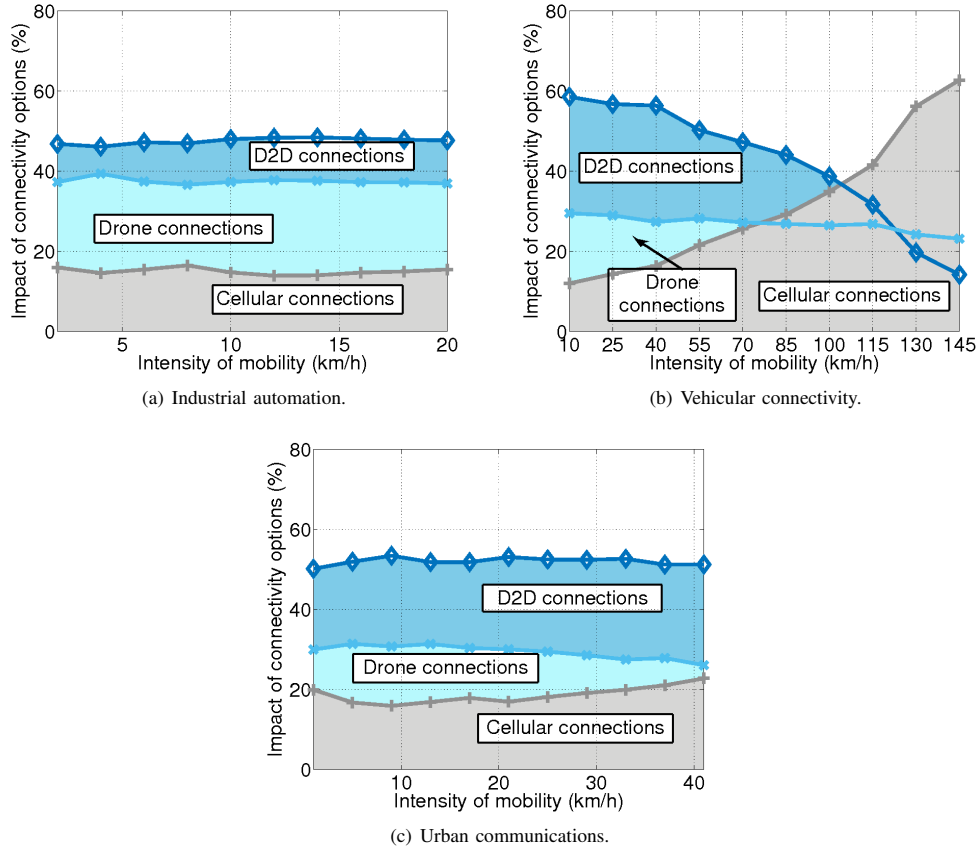 Impact of connectivity options (%)
80
60
40
20
0
D2D connections
Drone connections
Cellular connections
5
10
15
20
Intensity of mobility (km/h)
(a) Industrial automation.
Impact of connectivity options (%)
80
60
40
20
0
D2D connections
Drone
connections
Cellular connections
10
25
40
55
70
85
100
115
130
145
Intensity of mobility (km/h)
(b) Vehicular connectivity.
Impact of connectivity options (%)
80
60
40
20
0
D2D connections
Drone connections
Cellular connections
10
20
30
40
Intensity of mobility (km/h)
(c) Urban communications.